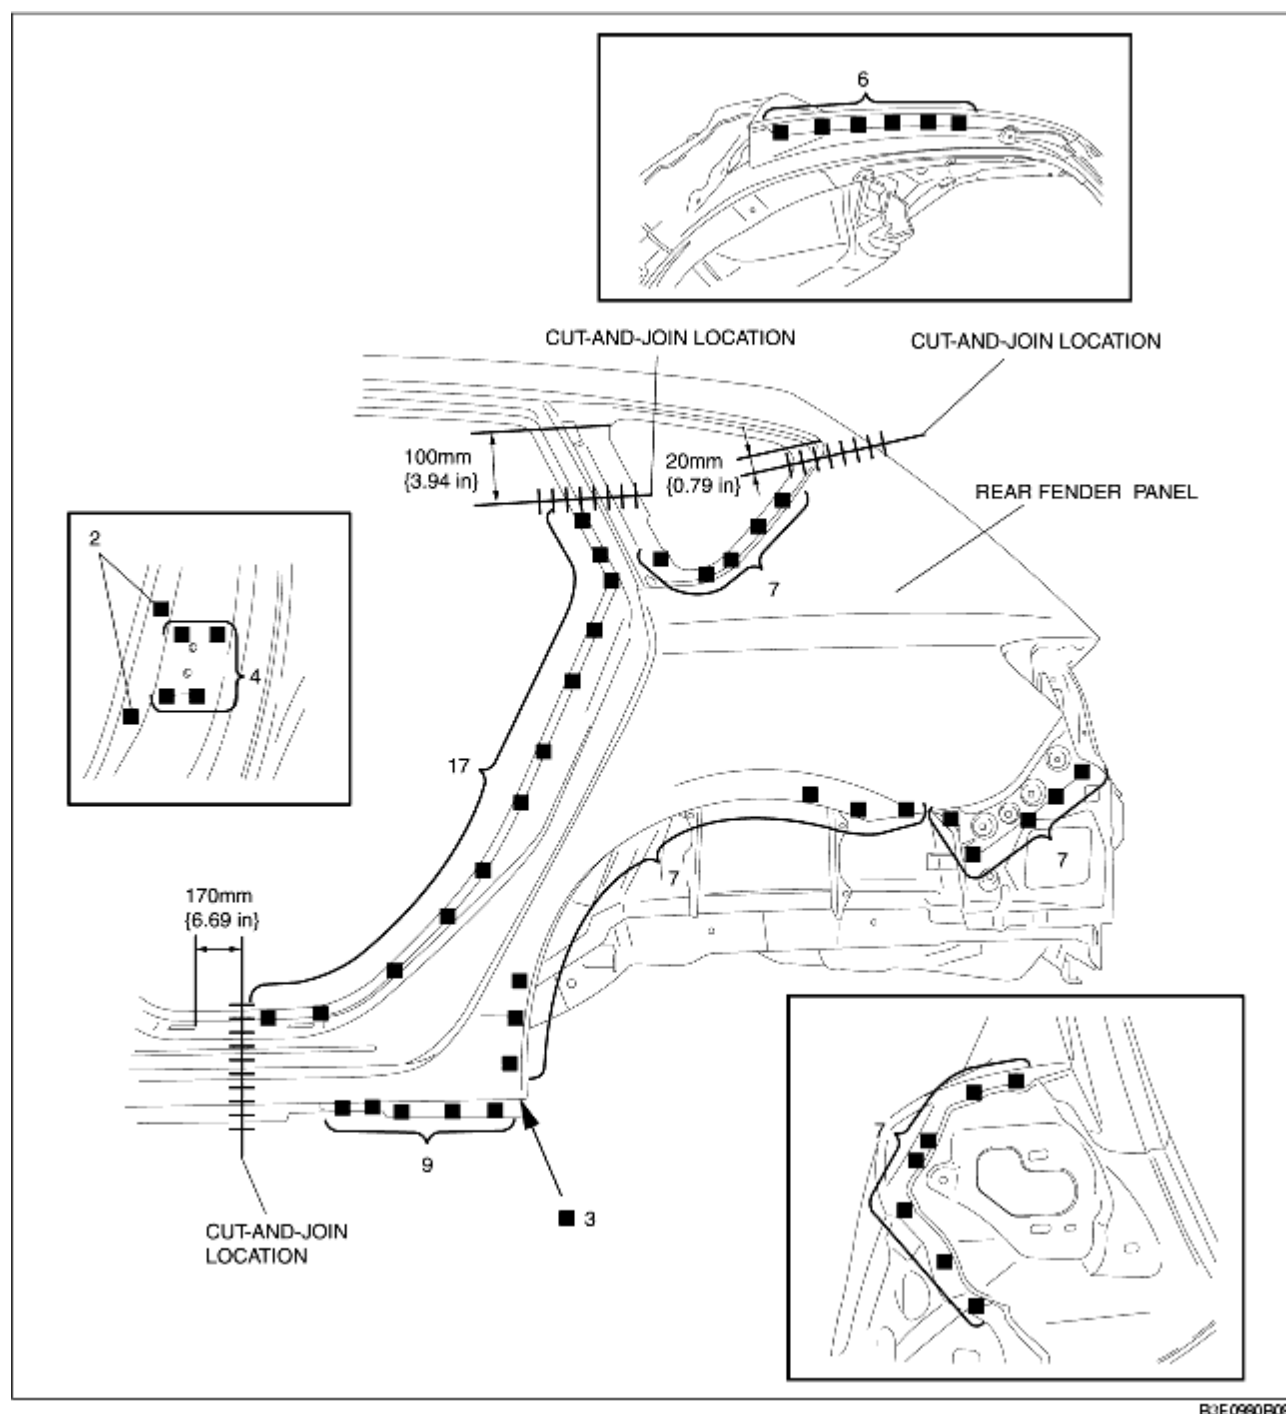 6
CUT-AND-JOIN LOCATION
CUT-AND-JOIN LOCATION
100mm
{3.94 in}
20mm
{0.79 in}
REAR FENDER PANEL
2
4
7
17
7
7
170mm
{6.69 in}
9
3
7
CUT-AND-JOIN
LOCATION